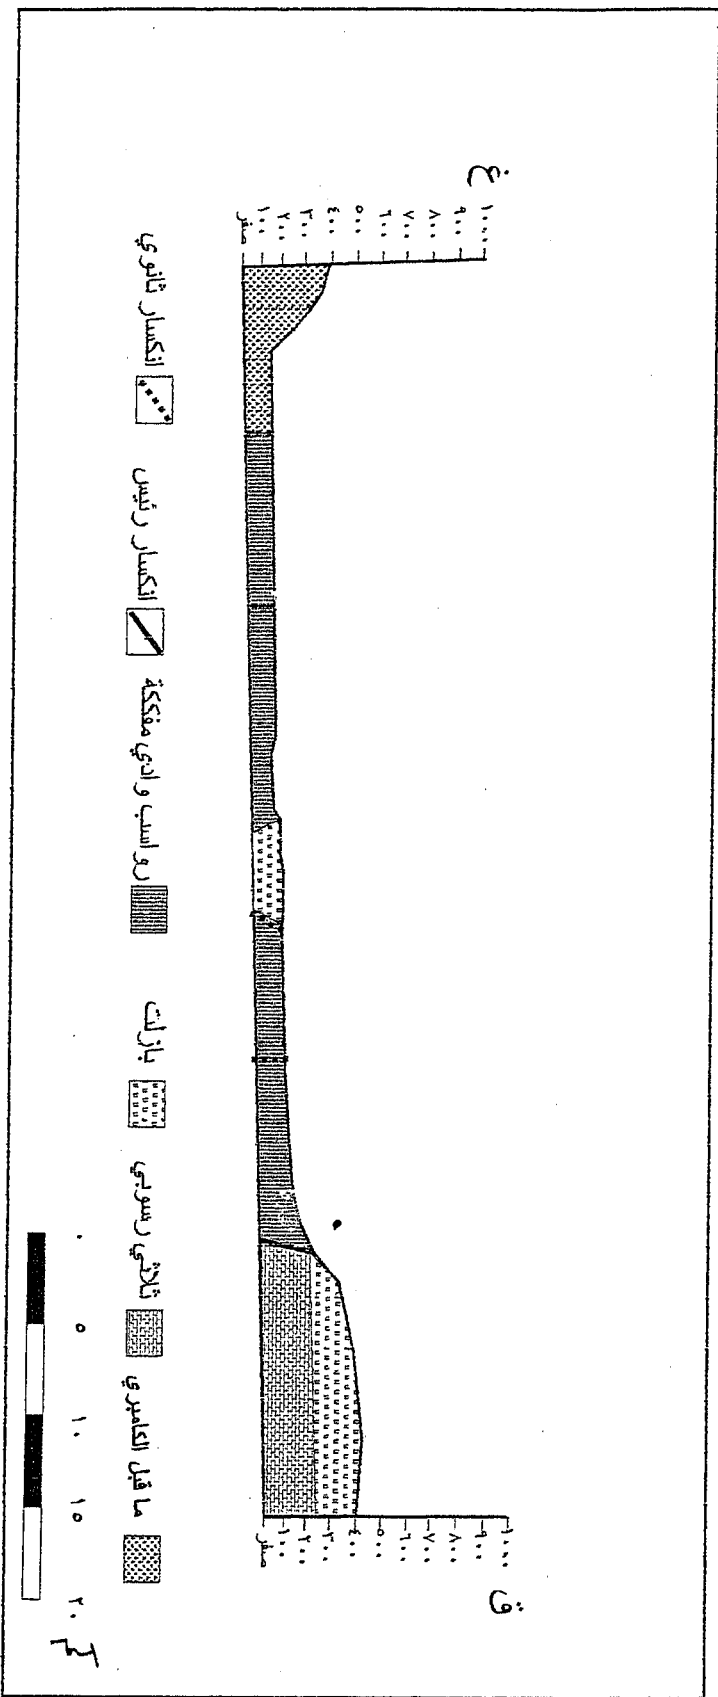 غ
١٠٠٠
٩٠٠
٨٠٠
٧٠٠
٦٠٠
٥٠٠
٤٠٠
٣٠٠
٢٠٠
١٠٠
صفر
ق
١٠٠٠
٩٠٠
٨٠٠
٧٠٠
٦٠٠
٥٠٠
٤٠٠
٣٠٠
٢٠٠
١٠٠
صفر
انكسار ثانوي
انكسار رئيس
رواسب وادي مفككة
بازلت
ثلاثي رسوبي
ما قبل الكامبري
٠ ٥ ١٠ ١٥ ٢٠ كم